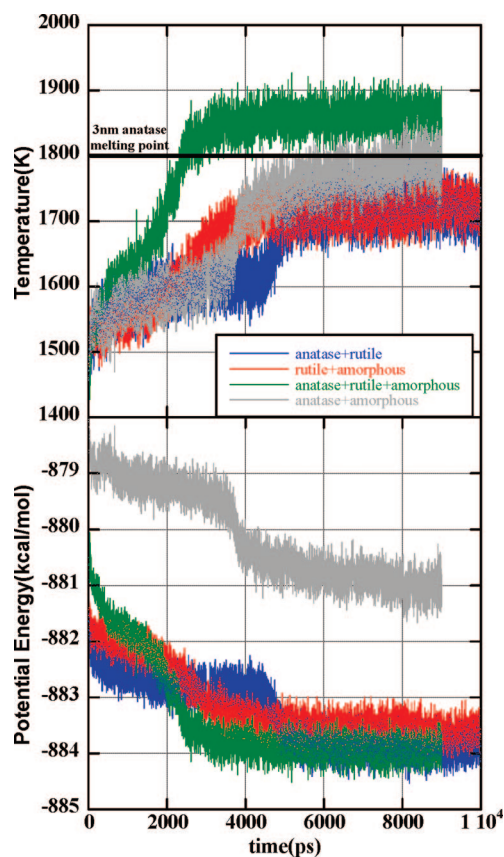 2000
1900
3nm anatase
melting point
1800
Temperature(K)
1700
1600
1500
anatase+rutile
rutile+amorphous
anatase+rutile+amorphous
anatase+amorphous
1400
-879
-880
Potential Energy(kcal/mol)
-881
-882
-883
-884
-885
0 2000 4000 6000 8000 1 10⁴
time(ps)